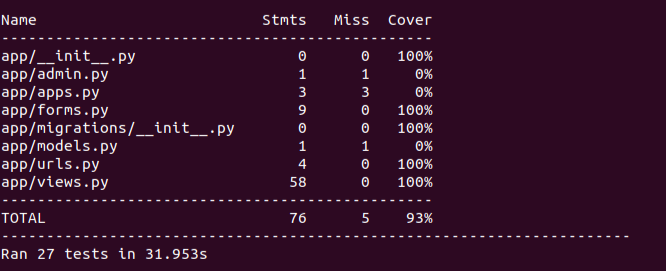 Name                         Stmts   Miss  Cover
------------------------------------------------
app/__init__.py                  0      0   100%
app/admin.py                     1      1     0%
app/apps.py                      3      3     0%
app/forms.py                     9      0   100%
app/migrations/__init__.py       0      0   100%
app/models.py                    1      1     0%
app/urls.py                      4      0   100%
app/views.py                    58      0   100%
------------------------------------------------
TOTAL                           76      5    93%
----------------------------------------------------------------------
Ran 27 tests in 31.953s